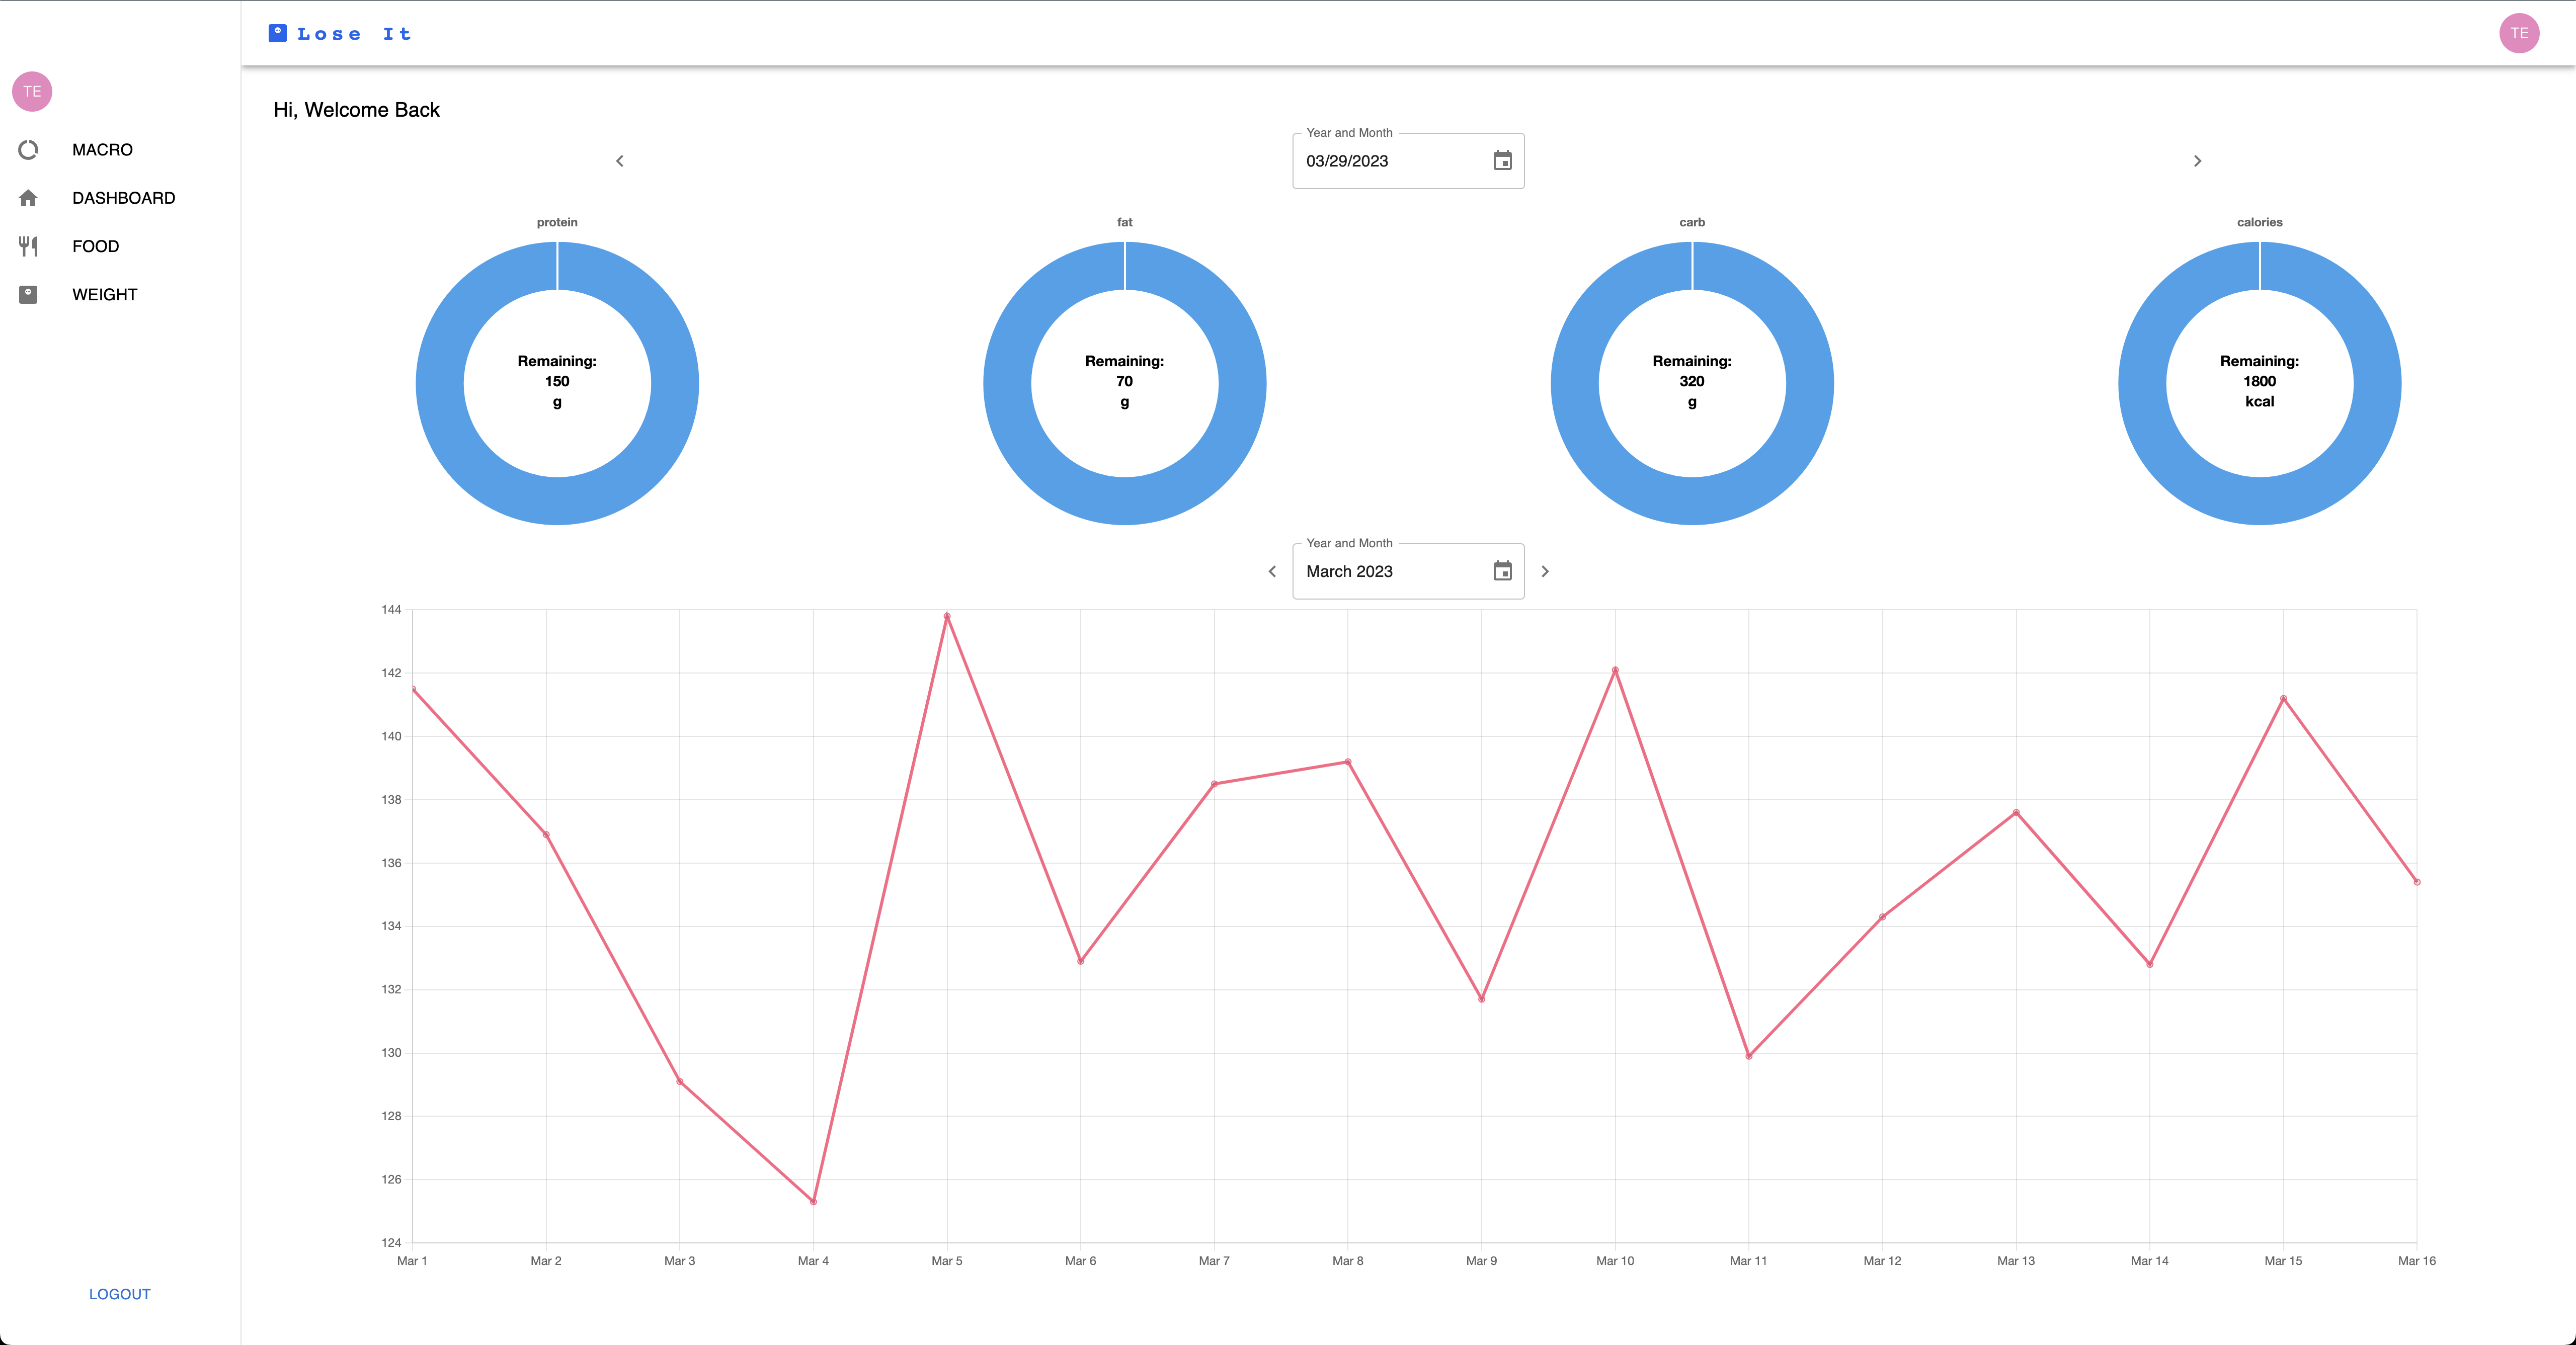 Lose It
TE
TE
MACRO
DASHBOARD
FOOD
WEIGHT
LOGOUT
Hi, Welcome Back
Year and Month
03/29/2023
protein
Remaining:
150
g
fat
Remaining:
70
g
carb
Remaining:
320
g
calories
Remaining:
1800
kcal
Year and Month
March 2023
144
142
140
138
136
134
132
130
128
126
124
Mar 1 Mar 2 Mar 3 Mar 4 Mar 5 Mar 6 Mar 7 Mar 8 Mar 9 Mar 10 Mar 11 Mar 12 Mar 13 Mar 14 Mar 15 Mar 16